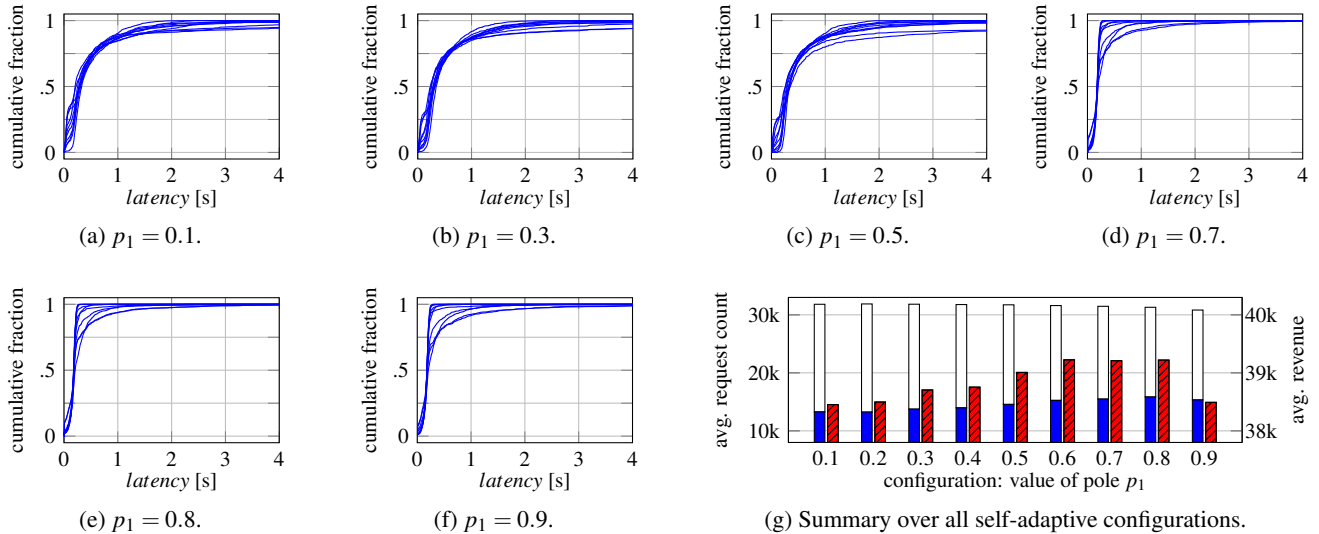 cumulative fraction
1
.5
0
0 1 2 3 4
latency [s]
(a) p₁ = 0.1.
cumulative fraction
1
.5
0
0 1 2 3 4
latency [s]
(b) p₁ = 0.3.
cumulative fraction
1
.5
0
0 1 2 3 4
latency [s]
(c) p₁ = 0.5.
cumulative fraction
1
.5
0
0 1 2 3 4
latency [s]
(d) p₁ = 0.7.
cumulative fraction
1
.5
0
0 1 2 3 4
latency [s]
(e) p₁ = 0.8.
cumulative fraction
1
.5
0
0 1 2 3 4
latency [s]
(f) p₁ = 0.9.
avg. request count
30k
20k
10k
40k
39k
38k
avg. revenue
0.1 0.2 0.3 0.4 0.5 0.6 0.7 0.8 0.9
configuration: value of pole p₁
(g) Summary over all self-adaptive configurations.